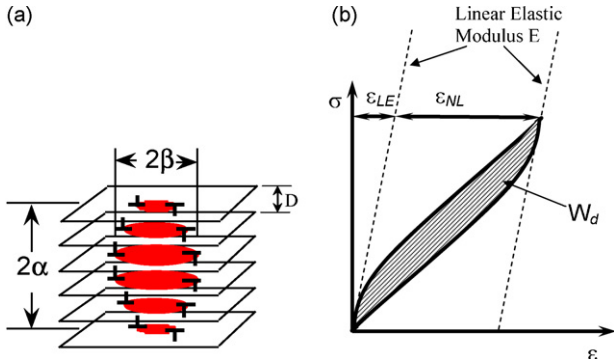 (a)
2β
D
2α
(b)
Linear Elastic
Modulus E
σ
ε_LE
ε_NL
W_d
ε